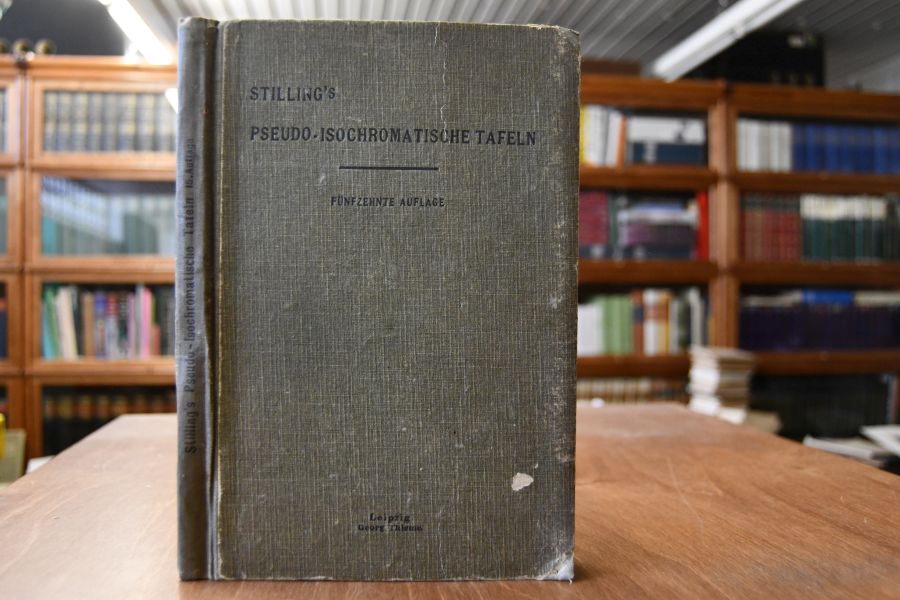 STILLING'S
PSEUDO-ISOCHROMATISCHE TAFELN
FÜNFZEHNTE AUFLAGE
Leipzig
Georg Thieme.
Stilling's Pseudo-Isochromatische Tafeln 15. Auflage